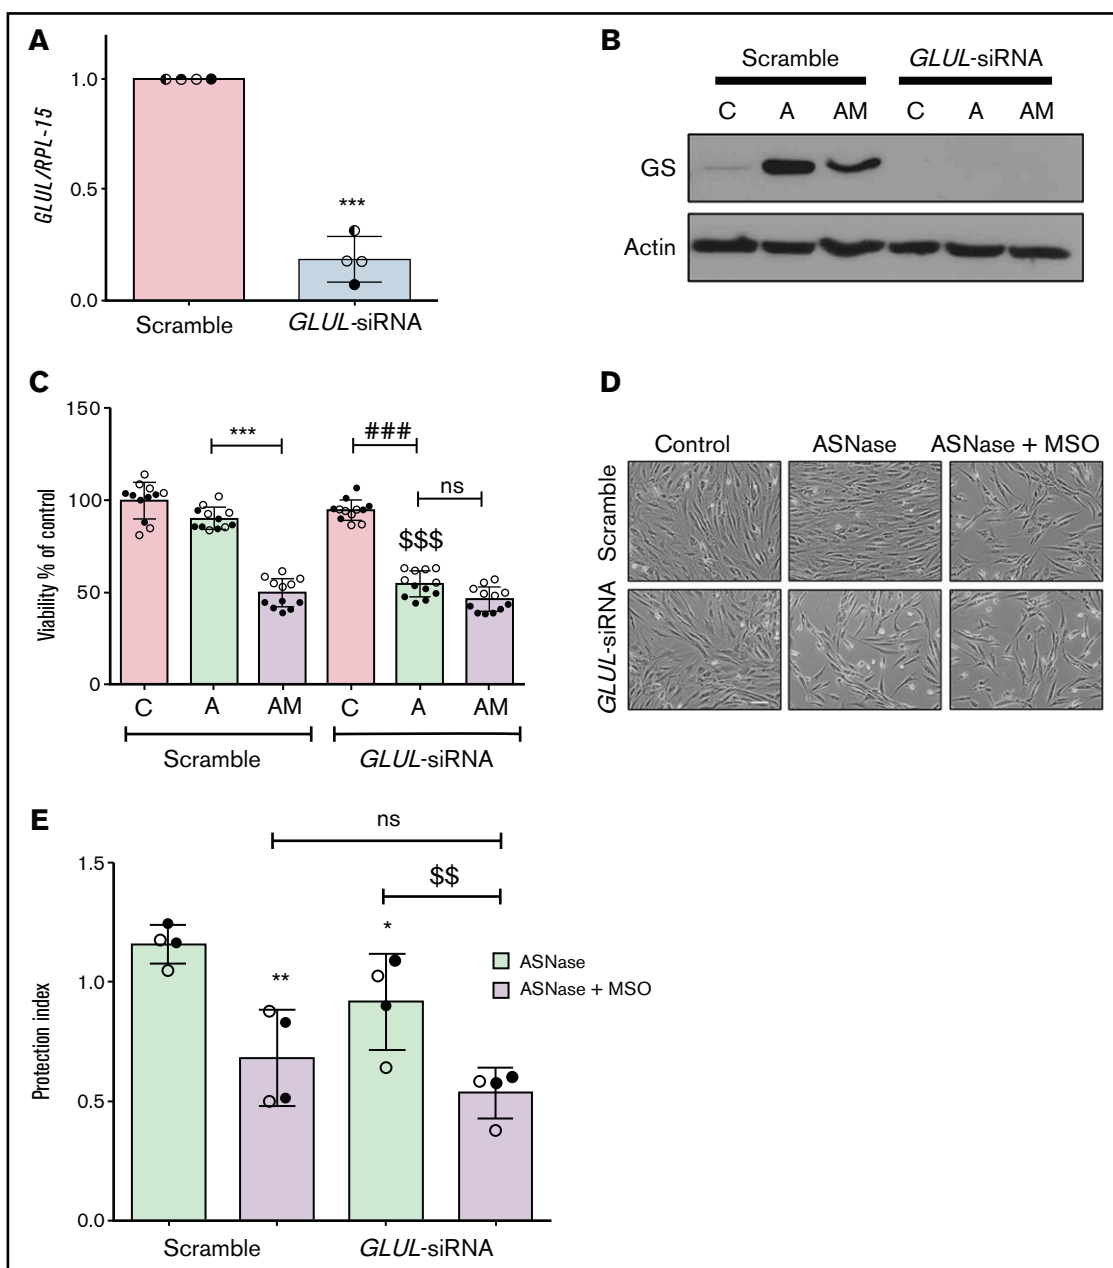 A
GLUL/RPL-15
1.0
0.5
0.0
***
Scramble
GLUL-siRNA
B
Scramble GLUL-siRNA
C A AM C A AM
GS
Actin
C
Viability % of control
150
100
50
0
***
###
ns
$$$
C A AM C A AM
Scramble GLUL-siRNA
D
Control ASNase ASNase + MSO
Scramble
GLUL-siRNA
E
Protection index
1.5
1.0
0.5
0.0
ns
$$
*
**
ASNase
ASNase + MSO
Scramble GLUL-siRNA